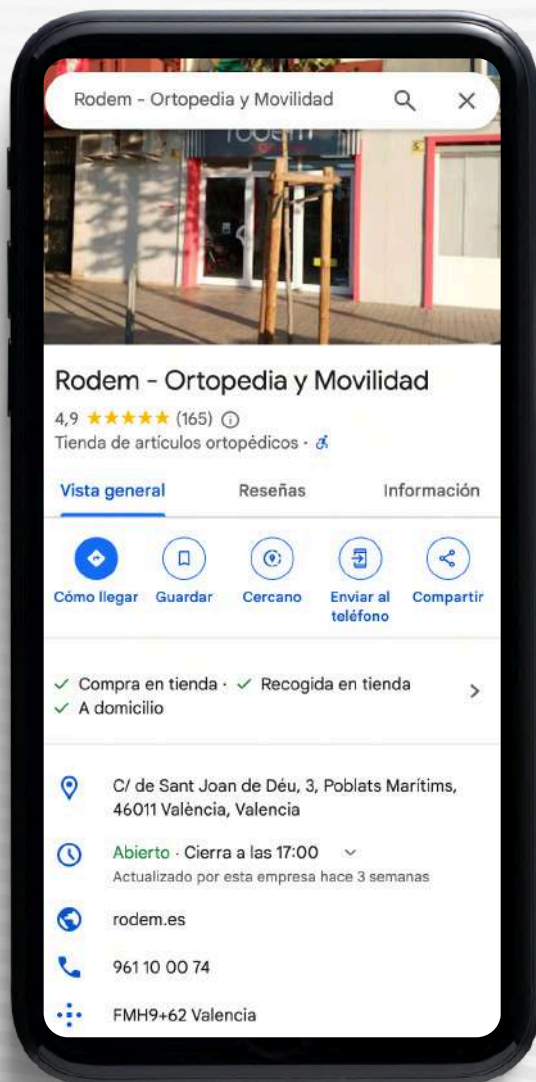 Rodem - Ortopedia y Movilidad
rodem
Rodem - Ortopedia y Movilidad
4,9 ★★★★★ (165)
Tienda de artículos ortopédicos ·
Vista general Reseñas Información
Cómo llegar Guardar Cercano Enviar al teléfono Compartir
✓ Compra en tienda · ✓ Recogida en tienda
✓ A domicilio
C/ de Sant Joan de Déu, 3, Poblats Marítims,
46011 València, Valencia
Abierto · Cierra a las 17:00
Actualizado por esta empresa hace 3 semanas
rodem.es
961 10 00 74
FMH9+62 Valencia